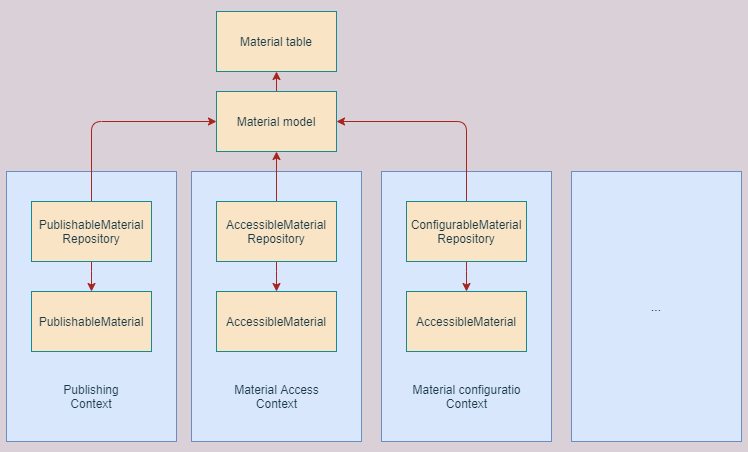 Material table
Material model
PublishableMaterial
Repository
AccessibleMaterial
Repository
ConfigurableMaterial
Repository
PublishableMaterial
AccessibleMaterial
AccessibleMaterial
Publishing
Context
Material Access
Context
Material configuratio
Context
...